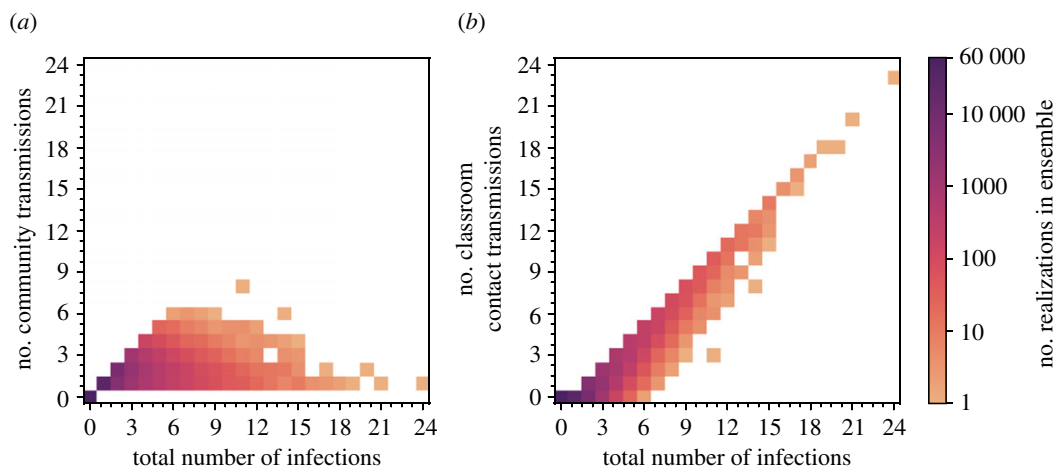 (a)
no. community transmissions
24
21
18
15
12
9
6
3
0
0 3 6 9 12 15 18 21 24
total number of infections
(b)
no. classroom
contact transmissions
24
21
18
15
12
9
6
3
0
0 3 6 9 12 15 18 21 24
total number of infections
60 000
10 000
1000
100
10
1
no. realizations in ensemble